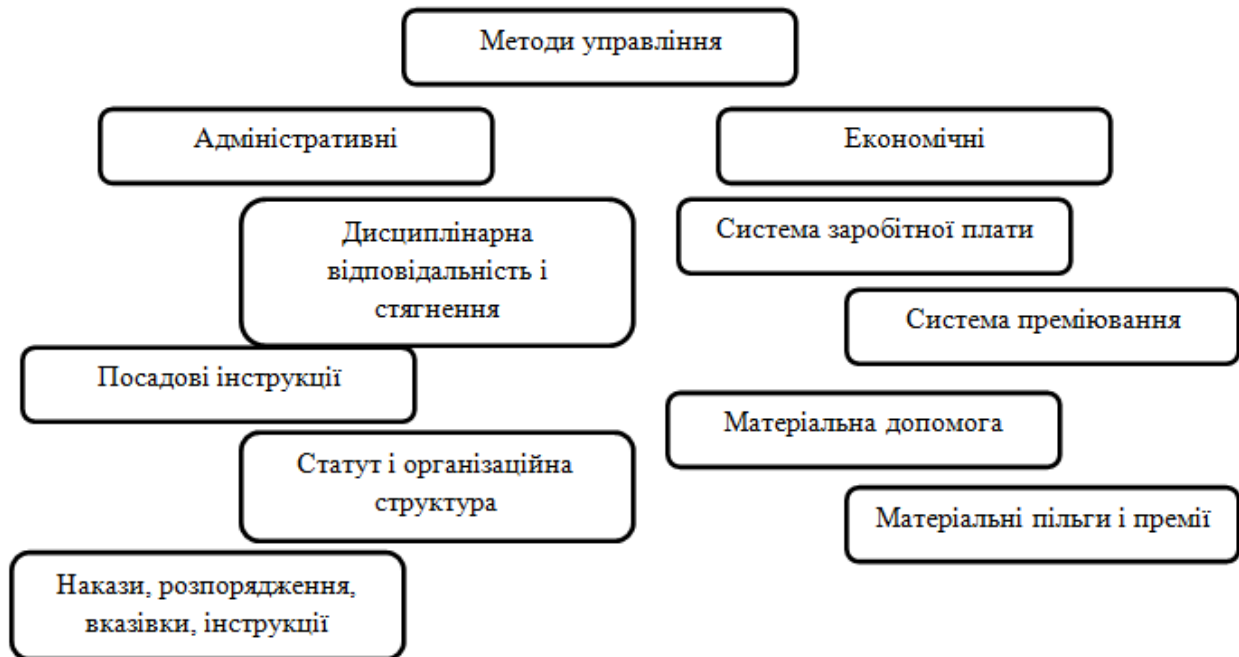 Методи управління
Адміністративні
Економічні
Дисциплінарна
відповідальність і
стягнення
Система заробітної плати
Система преміювання
Посадові інструкції
Матеріальна допомога
Статут і організаційна
структура
Матеріальні пільги і премії
Накази, розпорядження,
вказівки, інструкції